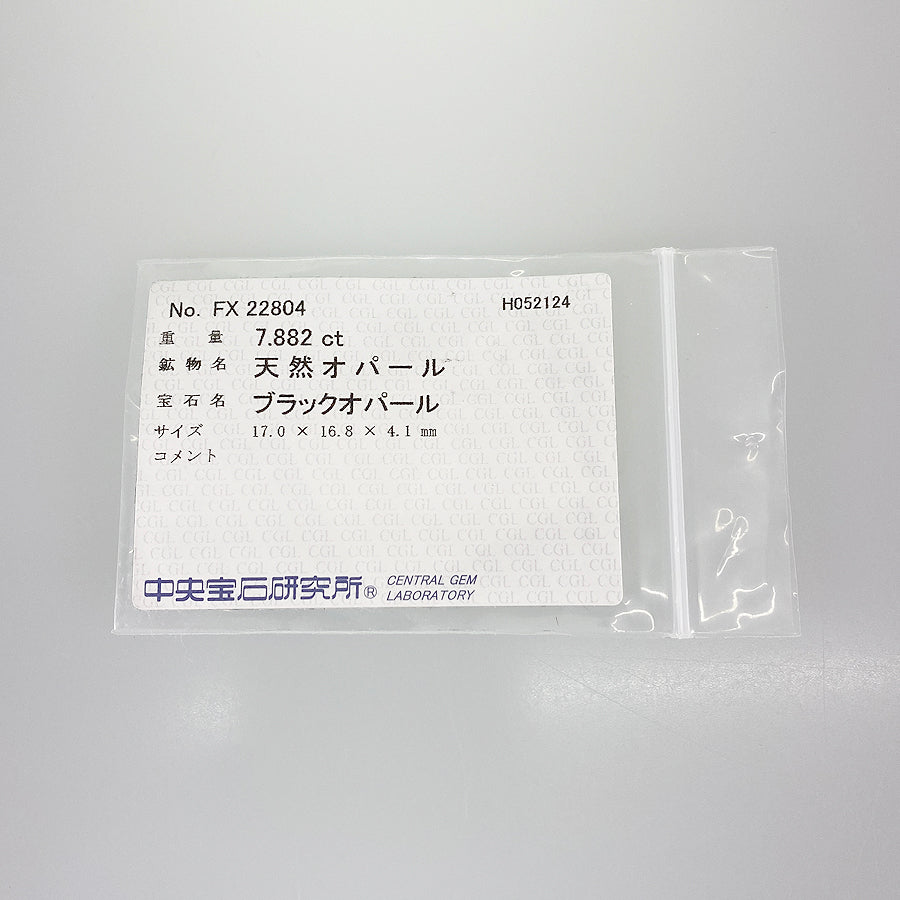 No. FX 22804 H052124
重量 7.882 ct
鉱物名 天然オパール
宝石名 ブラックオパール
サイズ 17.0 × 16.8 × 4.1 mm
コメント
中央宝石研究所® CENTRAL GEM
LABORATORY